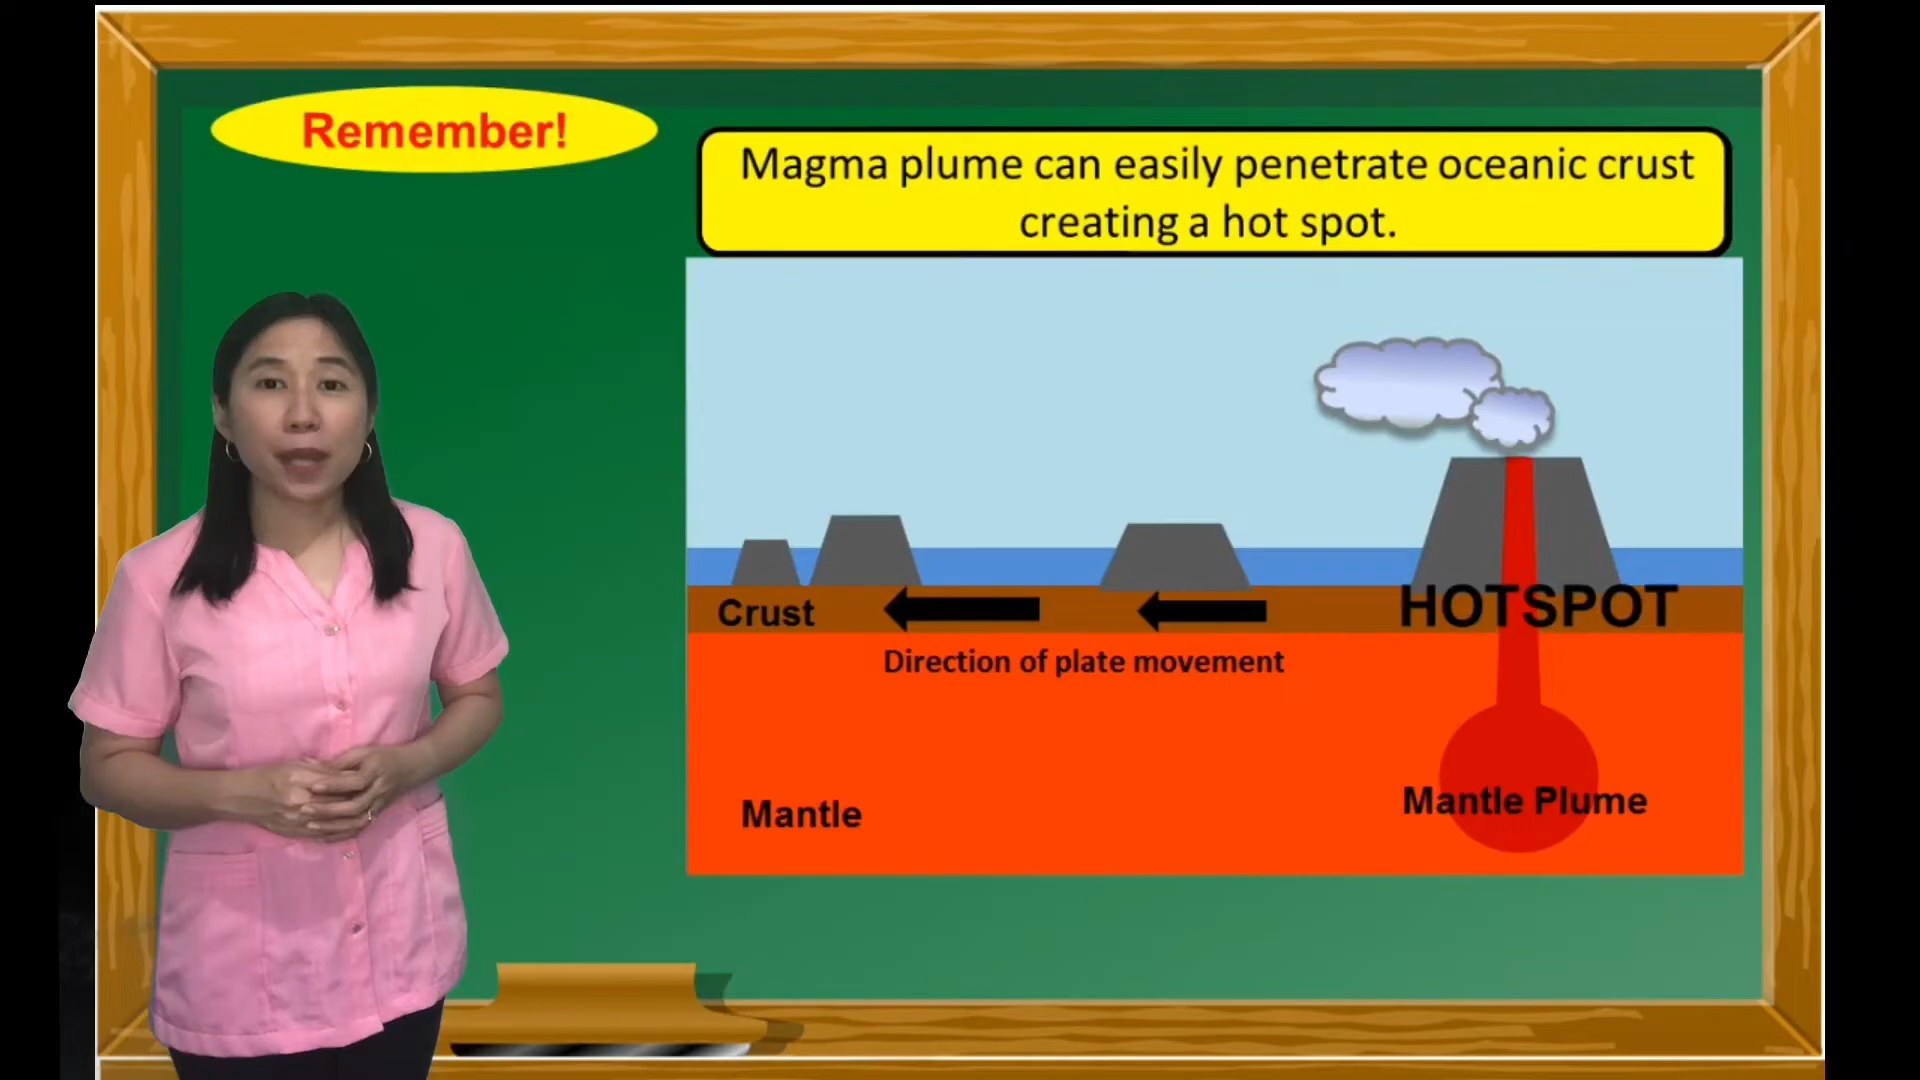 Remember!
Magma plume can easily penetrate oceanic crust
creating a hot spot.
Crust
HOTSPOT
Direction of plate movement
Mantle
Mantle Plume